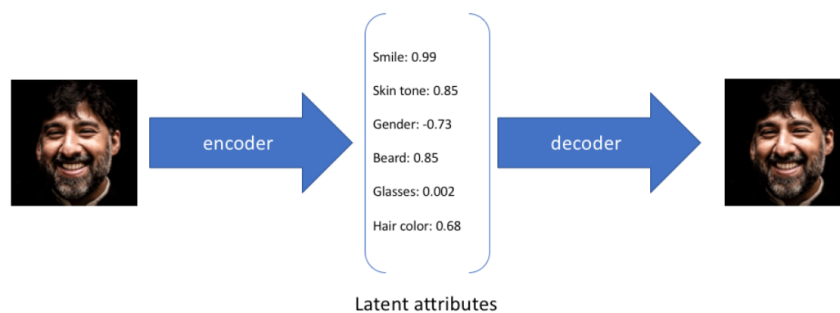 Smile: 0.99
Skin tone: 0.85
Gender: -0.73
Beard: 0.85
Glasses: 0.002
Hair color: 0.68
encoder
decoder
Latent attributes